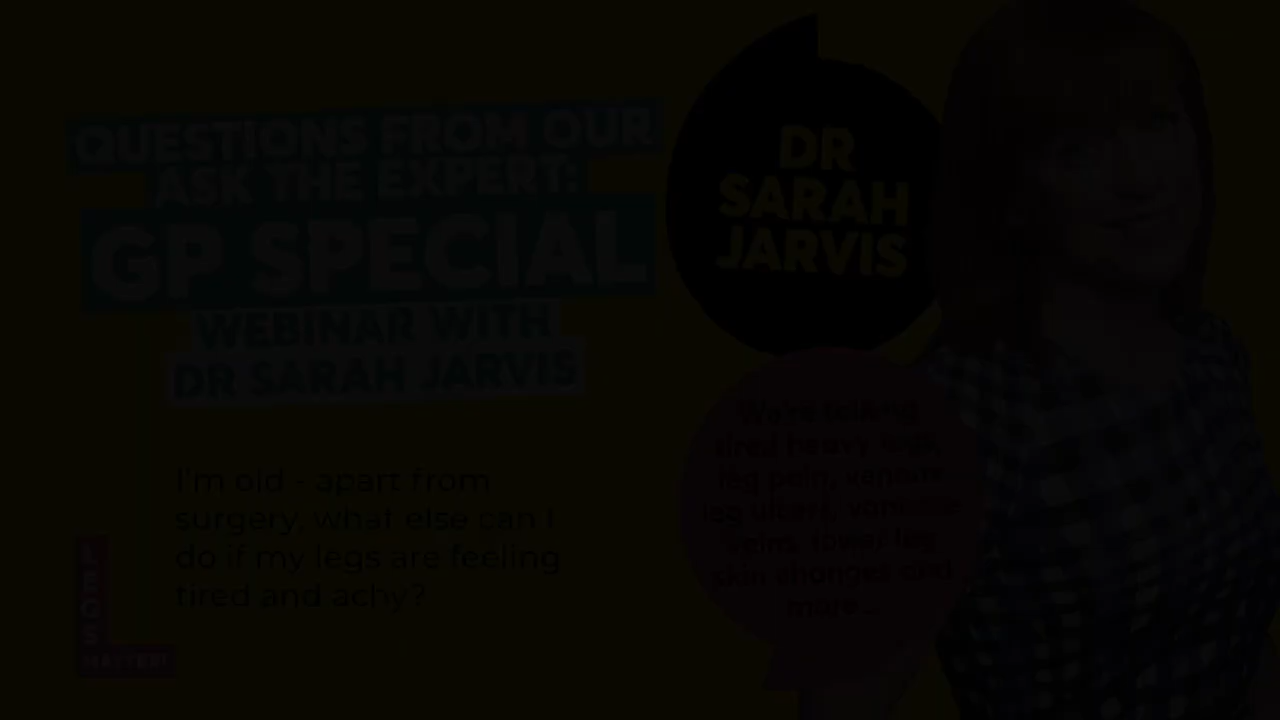 QUESTIONS FROM OUR
ASK THE EXPERT:
GP SPECIAL
WEBINAR WITH
DR SARAH JARVIS
DR
SARAH
JARVIS
We're talking
tired heavy legs,
leg pain, venous
leg ulcers, varicose
veins, lower leg
skin changes and
more...
I'm old - apart from
surgery, what else can I
do if my legs are feeling
tired and achy?
LEGS
MATTER!